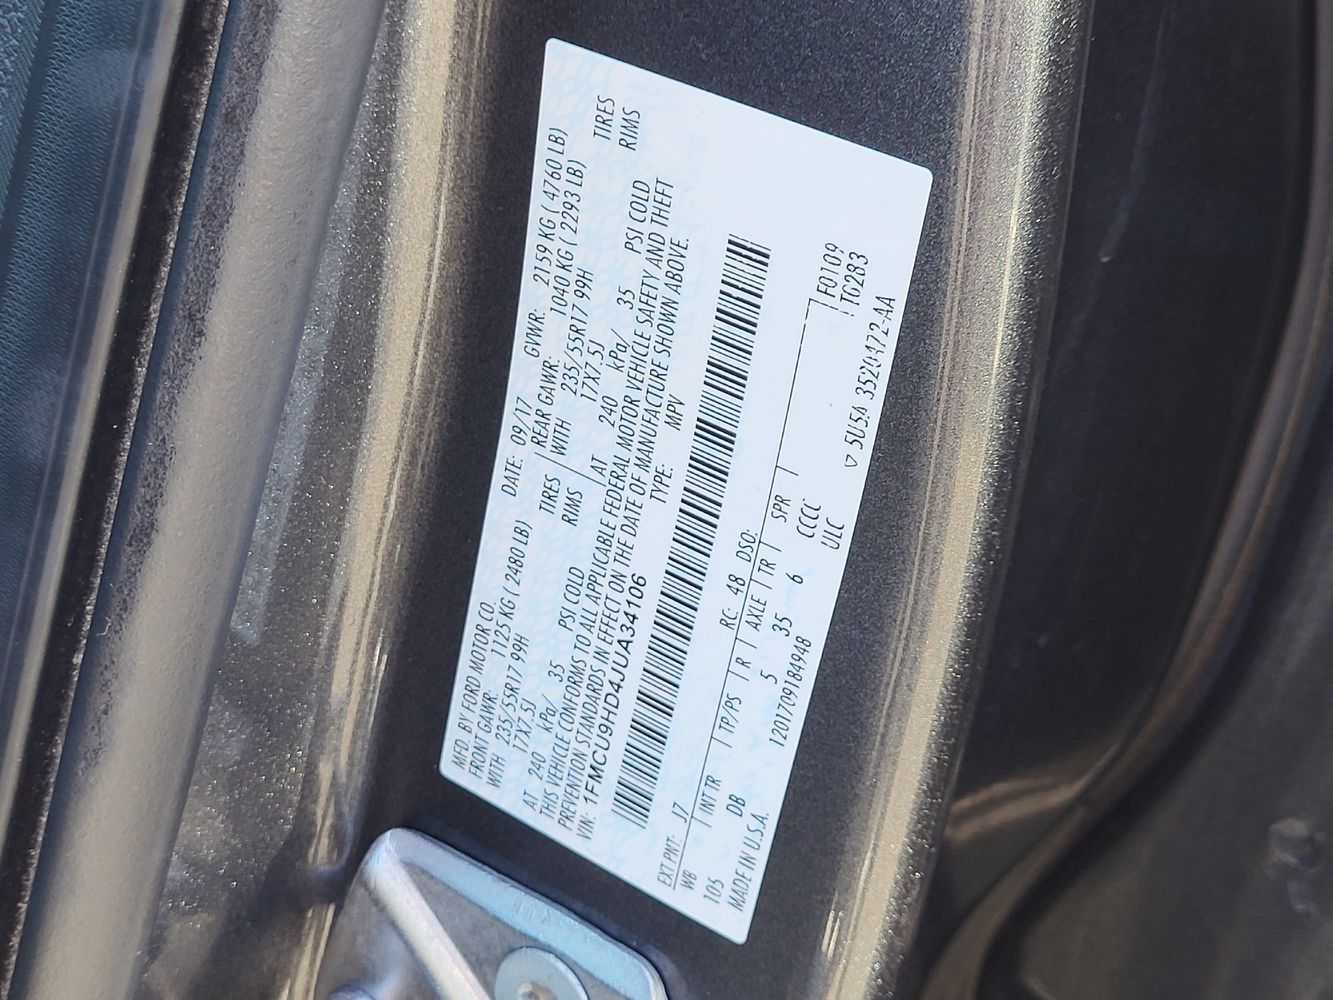 MFD. BY FORD MOTOR CO. DATE: 09/17 GVWR: 2159 KG ( 4760 LB)
FRONT GAWR: 1125 KG ( 2480 LB) REAR GAWR: 1040 KG ( 2293 LB)
WITH 235/55R17 99H TIRES WITH 235/55R17 99H TIRES
17X7.5J RIMS 17X7.5J RIMS
AT 240 kPa/ 35 PSI COLD AT 240 kPa/ 35 PSI COLD
THIS VEHICLE CONFORMS TO ALL APPLICABLE FEDERAL MOTOR VEHICLE SAFETY AND THEFT
PREVENTION STANDARDS IN EFFECT ON THE DATE OF MANUFACTURE SHOWN ABOVE.
VIN: 1FMCU9HD4JUA34106 TYPE: MPV
EXT PNT: J7 RC: 48 DSO:
WB INT TR TP/PS R AXLE TR SPR F0109
105 DB 5 35 6 CCCC TG283
MADE IN U.S.A. 1201709184948 ULC